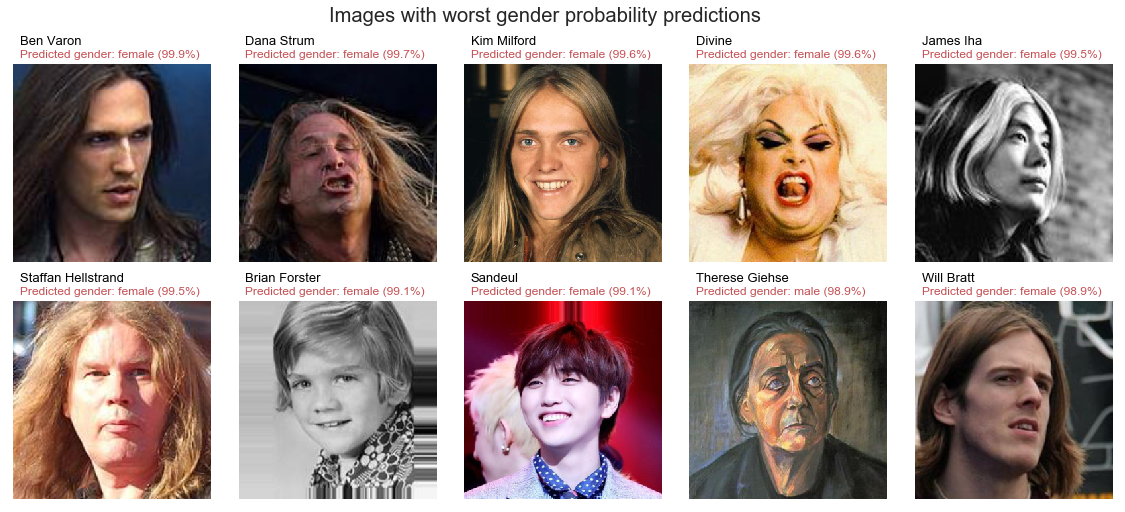 Images with worst gender probability predictions
Ben Varon
Predicted gender: female (99.9%)
Dana Strum
Predicted gender: female (99.7%)
Kim Milford
Predicted gender: female (99.6%)
Divine
Predicted gender: female (99.6%)
James Iha
Predicted gender: female (99.5%)
Staffan Hellstrand
Predicted gender: female (99.5%)
Brian Forster
Predicted gender: female (99.1%)
Sandeul
Predicted gender: female (99.1%)
Therese Giehse
Predicted gender: male (98.9%)
Will Bratt
Predicted gender: female (98.9%)